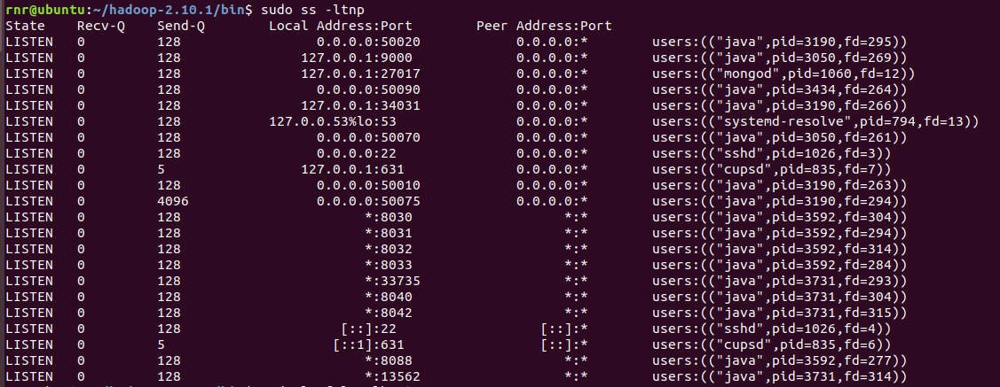 rnr@ubuntu:~/hadoop-2.10.1/bin$ sudo ss -ltnp
State Recv-Q Send-Q Local Address:Port Peer Address:Port
LISTEN 0 128 0.0.0.0:50020 0.0.0.0:* users:(("java",pid=3190,fd=295))
LISTEN 0 128 127.0.0.1:9000 0.0.0.0:* users:(("java",pid=3050,fd=269))
LISTEN 0 128 127.0.0.1:27017 0.0.0.0:* users:(("mongod",pid=1060,fd=12))
LISTEN 0 128 0.0.0.0:50090 0.0.0.0:* users:(("java",pid=3434,fd=264))
LISTEN 0 128 127.0.0.1:34031 0.0.0.0:* users:(("java",pid=3190,fd=266))
LISTEN 0 128 127.0.0.53%lo:53 0.0.0.0:* users:(("systemd-resolve",pid=794,fd=13))
LISTEN 0 128 0.0.0.0:50070 0.0.0.0:* users:(("java",pid=3050,fd=261))
LISTEN 0 128 0.0.0.0:22 0.0.0.0:* users:(("sshd",pid=1026,fd=3))
LISTEN 0 5 127.0.0.1:631 0.0.0.0:* users:(("cupsd",pid=835,fd=7))
LISTEN 0 128 0.0.0.0:50010 0.0.0.0:* users:(("java",pid=3190,fd=263))
LISTEN 0 4096 0.0.0.0:50075 0.0.0.0:* users:(("java",pid=3190,fd=294))
LISTEN 0 128 *:8030 *:* users:(("java",pid=3592,fd=304))
LISTEN 0 128 *:8031 *:* users:(("java",pid=3592,fd=294))
LISTEN 0 128 *:8032 *:* users:(("java",pid=3592,fd=314))
LISTEN 0 128 *:8033 *:* users:(("java",pid=3592,fd=284))
LISTEN 0 128 *:33735 *:* users:(("java",pid=3731,fd=293))
LISTEN 0 128 *:8040 *:* users:(("java",pid=3731,fd=304))
LISTEN 0 128 *:8042 *:* users:(("java",pid=3731,fd=315))
LISTEN 0 128 [::]:22 [::]:* users:(("sshd",pid=1026,fd=4))
LISTEN 0 5 [::1]:631 [::]:* users:(("cupsd",pid=835,fd=6))
LISTEN 0 128 *:8088 *:* users:(("java",pid=3592,fd=277))
LISTEN 0 128 *:13562 *:* users:(("java",pid=3731,fd=314))